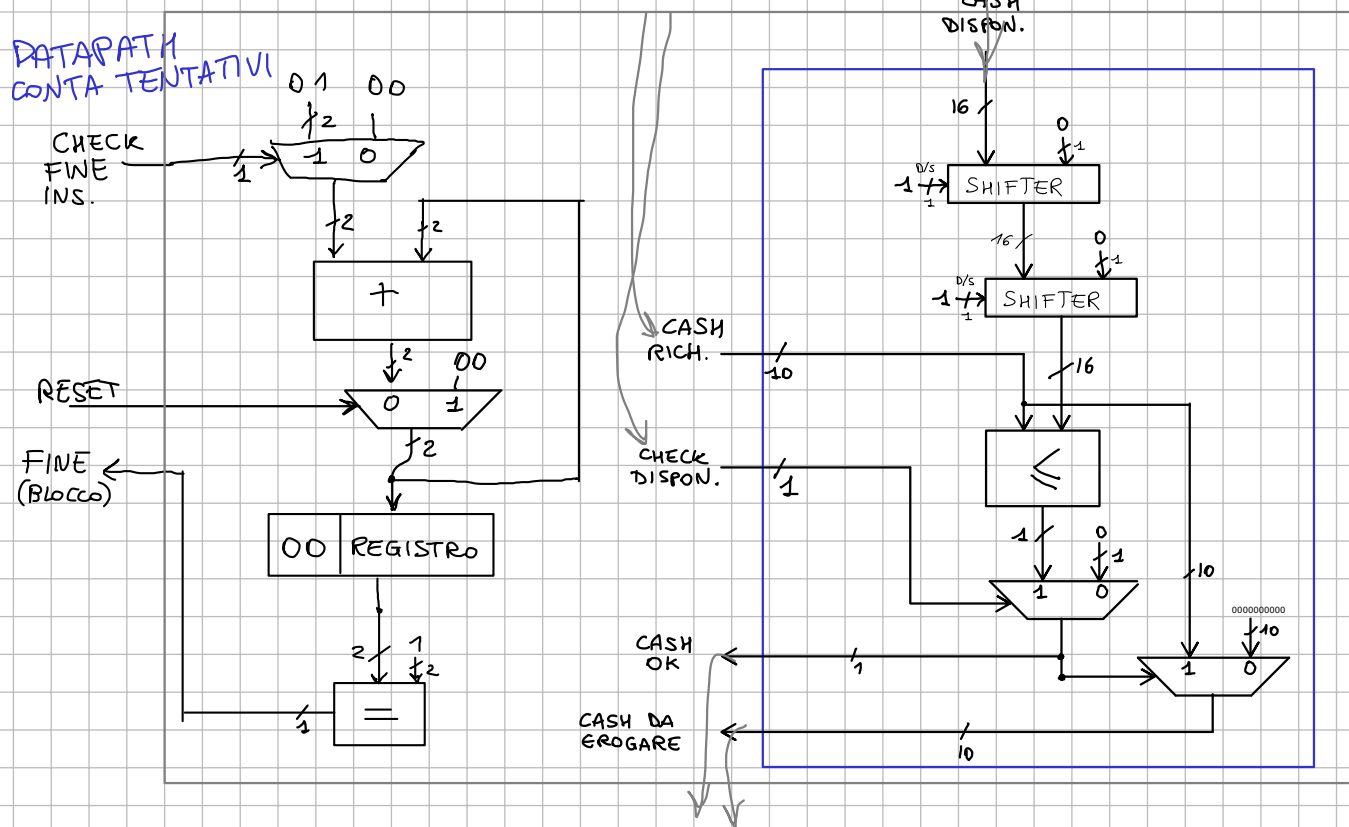 DATAPATH
CONTA TENTATIVI
01 00
2
CHECK
FINE
INS.
1
1 0
2 2
+
2 00
RESET
0 1
2
FINE
(BLOCCO)
00 REGISTRO
2 1
2
=
1
CASH
DISPON.
16
0
1
D/S
1
1
SHIFTER
16
0
1
D/S
1
1
SHIFTER
CASH
RICH.
10
16
CHECK
DISPON.
1
≤
1 0
1
10
1 0
0000000000
10
CASH
OK
1
1 0
CASH DA
EROGARE
10